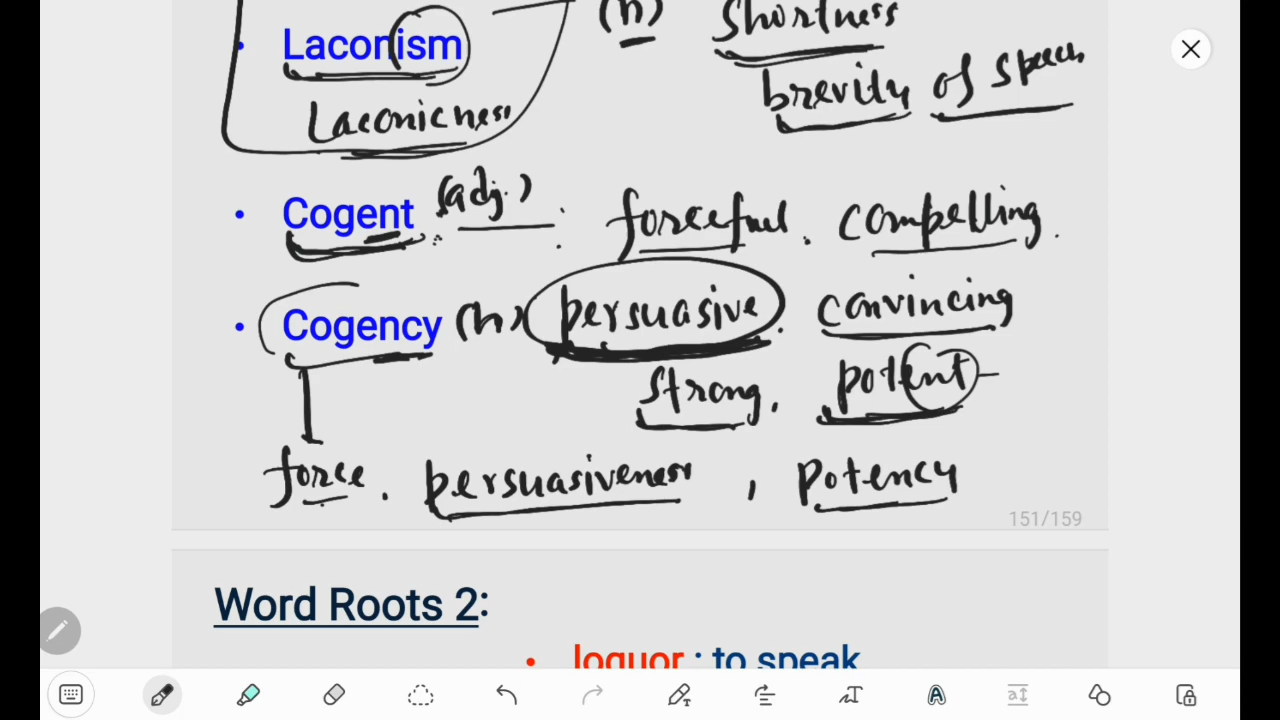 • Laconism (n) Shortness
brevity of speech
Laconicness
• Cogent (adj.) : forceful. compelling.
• Cogency (n) persuasive. convincing
strong. potent
force. persuasiveness, potency
151/159
Word Roots 2:
• loquor : to speak